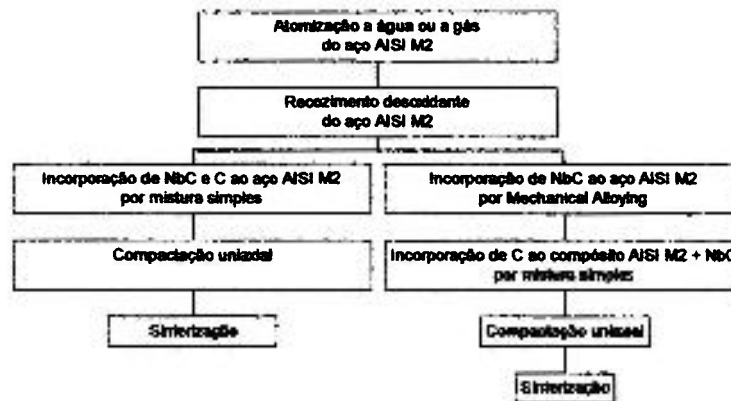 Atomização a água ou a gás
do aço AISI M2
Recozimento desoxidante
do aço AISI M2
Incorporação de NbC e C ao aço AISI M2
por mistura simples
Incorporação de NbC ao aço AISI M2
por Mechanical Alloying
Compactação uniaxial
Incorporação de C ao compósito AISI M2 + NbC
por mistura simples
Sinterização
Compactação uniaxial
Sinterização